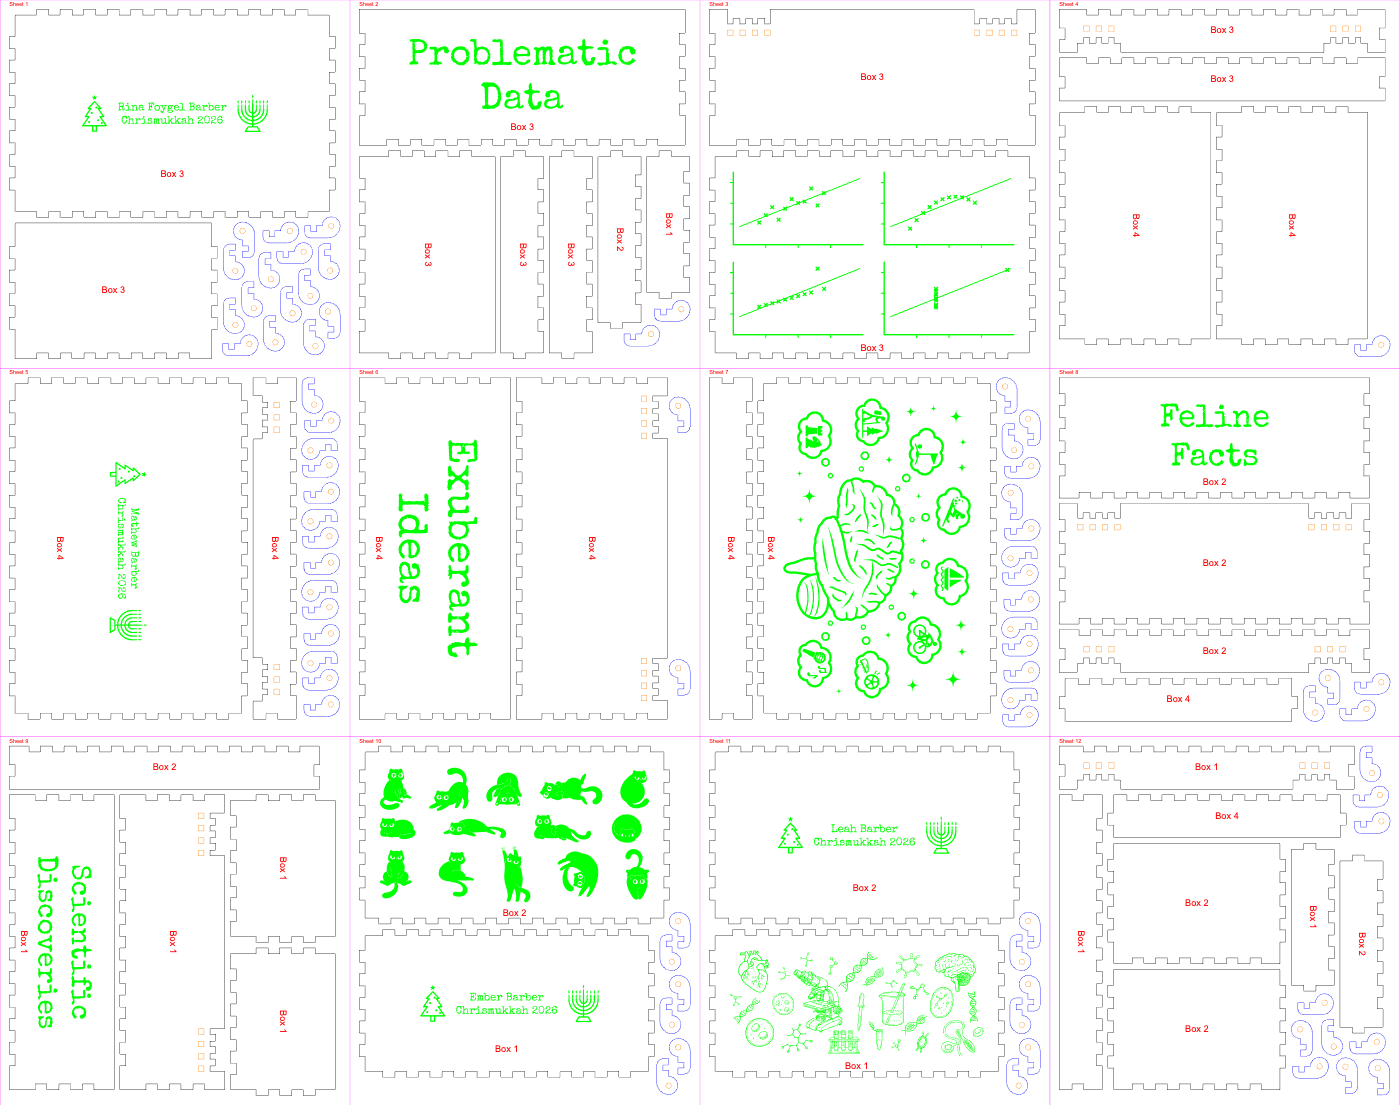 Sheet 1
Rina Foygel Barber
Chrismukkah 2026
Box 3
Box 3
Sheet 2
Problematic
Data
Box 3
Box 3
Box 3
Box 3
Box 2
Box 1
Sheet 3
Box 3
Box 3
Sheet 4
Box 3
Box 3
Box 4
Box 4
Sheet 5
Mathew Barber
Chrismukkah 2026
Box 4
Box 4
Sheet 6
Exuberant
Ideas
Box 4
Box 4
Sheet 7
Box 4
Box 4
Sheet 8
Feline
Facts
Box 2
Box 2
Box 2
Box 4
Sheet 9
Box 2
Scientific
Discoveries
Box 1
Box 1
Box 1
Box 1
Sheet 10
Box 2
Ember Barber
Chrismukkah 2026
Box 1
Sheet 11
Leah Barber
Chrismukkah 2026
Box 2
Box 1
Sheet 12
Box 1
Box 4
Box 1
Box 2
Box 1
Box 2
Box 2